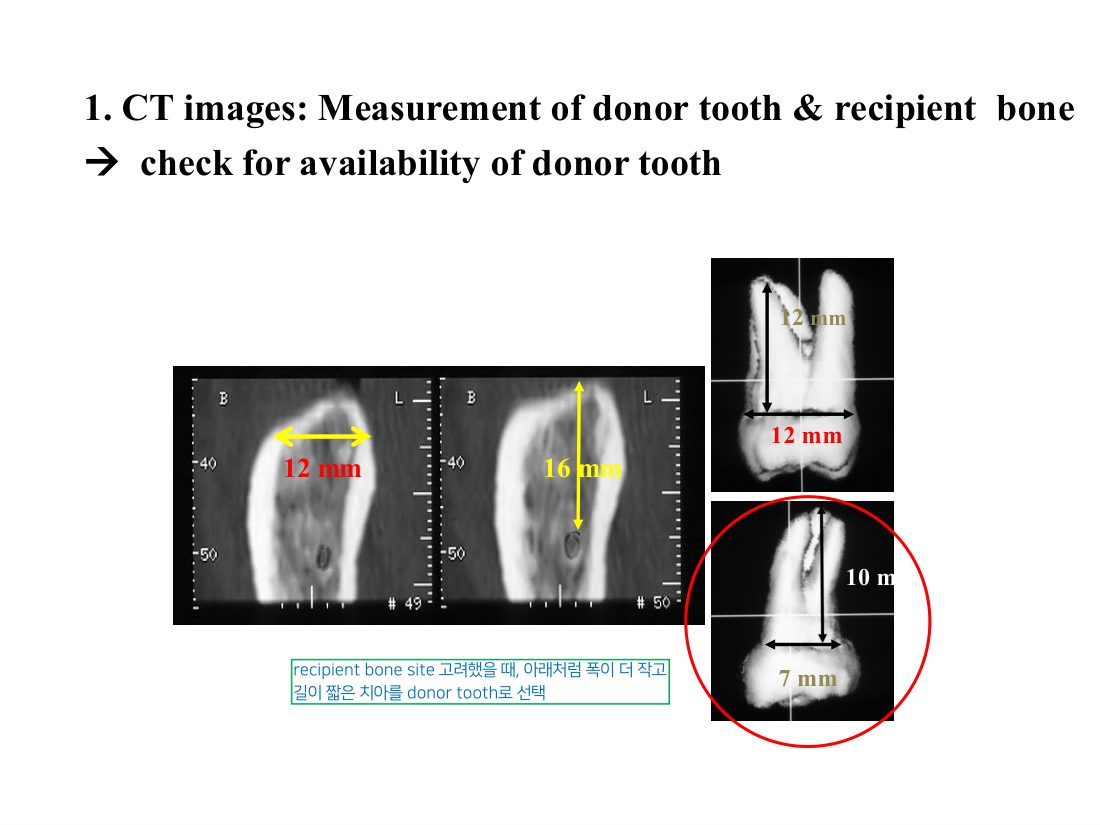 1. CT images: Measurement of donor tooth & recipient bone
→ check for availability of donor tooth
12 mm
12 mm
B L
B L
12 mm
16 mm
40
40
50
50
# 49
# 50
10 m
7 mm
recipient bone site 고려했을 때, 아래처럼 폭이 더 작고
길이 짧은 치아를 donor tooth로 선택